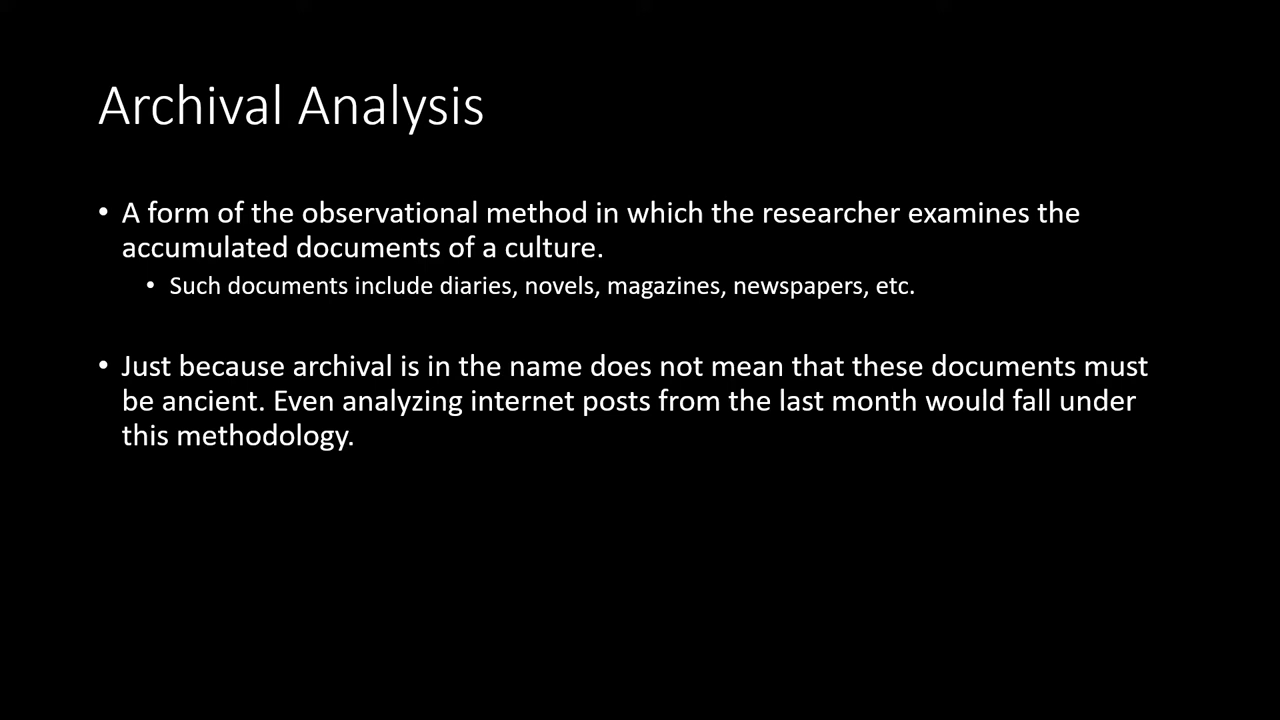 Archival Analysis
• A form of the observational method in which the researcher examines the
accumulated documents of a culture.
• Such documents include diaries, novels, magazines, newspapers, etc.
• Just because archival is in the name does not mean that these documents must
be ancient. Even analyzing internet posts from the last month would fall under
this methodology.